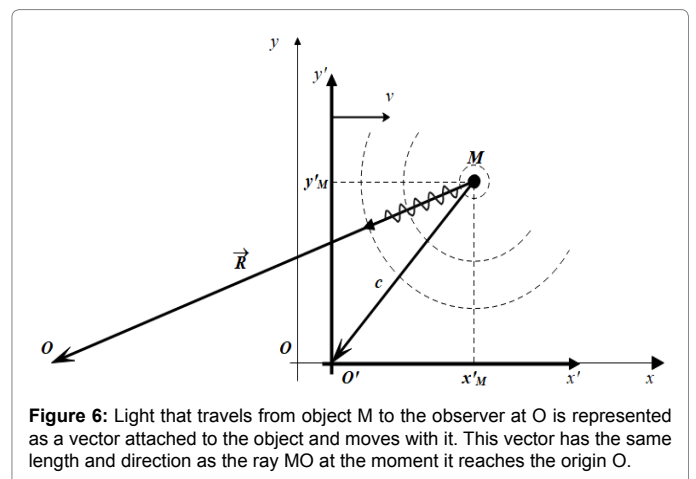 y
y'
v
M
y'M
R
c
O
O
O'
x'M
x'
x
Figure 6: Light that travels from object M to the observer at O is represented
as a vector attached to the object and moves with it. This vector has the same
length and direction as the ray MO at the moment it reaches the origin O.